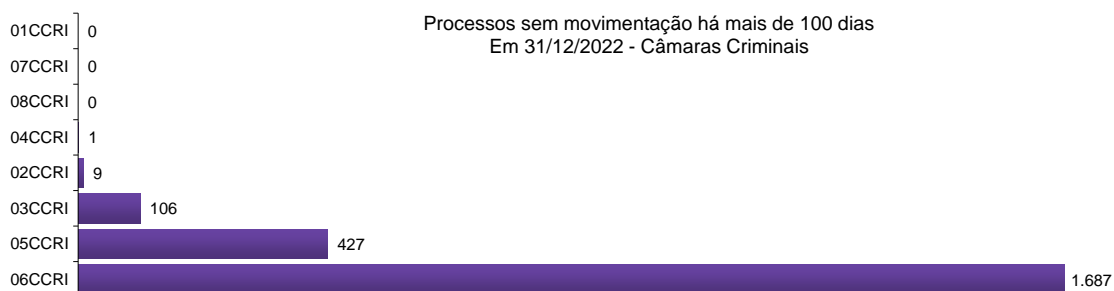 Processos sem movimentação há mais de 100 dias
Em 31/12/2022 - Câmaras Criminais
01CCRI 0
07CCRI 0
08CCRI 0
04CCRI 1
02CCRI 9
03CCRI 106
05CCRI 427
06CCRI 1.687